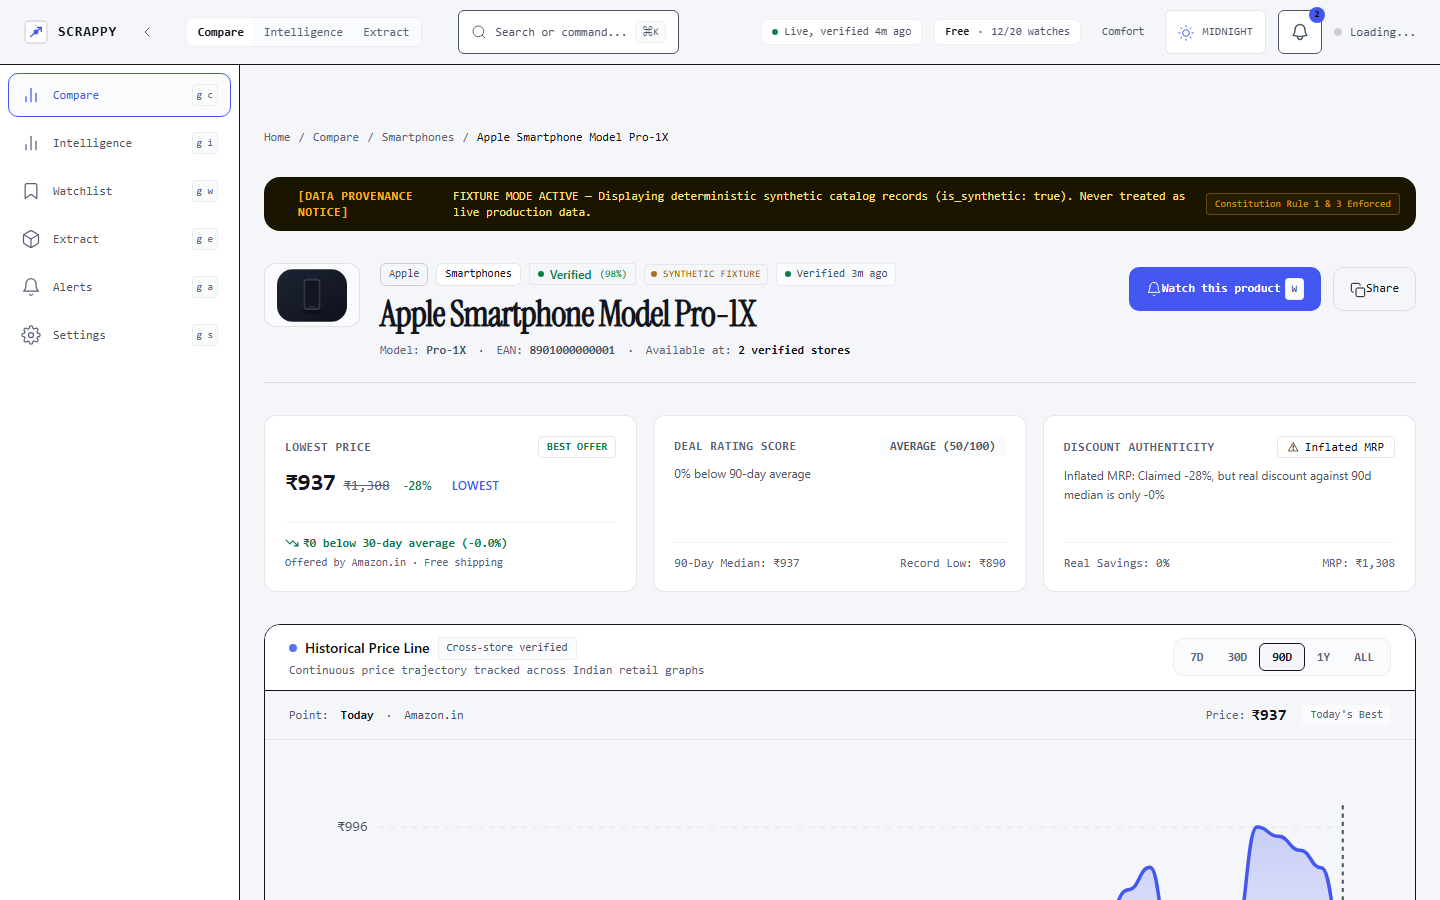 SCRAPPY
Compare Intelligence Extract
Search or command... ⌘K
Live, verified 4m ago
Free · 12/20 watches
Comfort
MIDNIGHT
2
Loading...
Compare g c
Intelligence g i
Watchlist g w
Extract g e
Alerts g a
Settings g s
Home / Compare / Smartphones / Apple Smartphone Model Pro-1X
[DATA PROVENANCE
NOTICE]
FIXTURE MODE ACTIVE — Displaying deterministic synthetic catalog records (is_synthetic: true). Never treated as
live production data.
Constitution Rule 1 & 3 Enforced
Apple Smartphones Verified (98%) SYNTHETIC FIXTURE Verified 3m ago
Apple Smartphone Model Pro-1X
Model: Pro-1X · EAN: 8901000000001 · Available at: 2 verified stores
Watch this product W
Share
LOWEST PRICE BEST OFFER
₹937 ₹1,308 -28% LOWEST
₹0 below 30-day average (-0.0%)
Offered by Amazon.in · Free shipping
DEAL RATING SCORE AVERAGE (50/100)
0% below 90-day average
90-Day Median: ₹937 Record Low: ₹890
DISCOUNT AUTHENTICITY ⚠ Inflated MRP
Inflated MRP: Claimed -28%, but real discount against 90d
median is only -0%
Real Savings: 0% MRP: ₹1,308
Historical Price Line Cross-store verified
Continuous price trajectory tracked across Indian retail graphs
7D 30D 90D 1Y ALL
Point: Today · Amazon.in
Price: ₹937 Today's Best
₹996